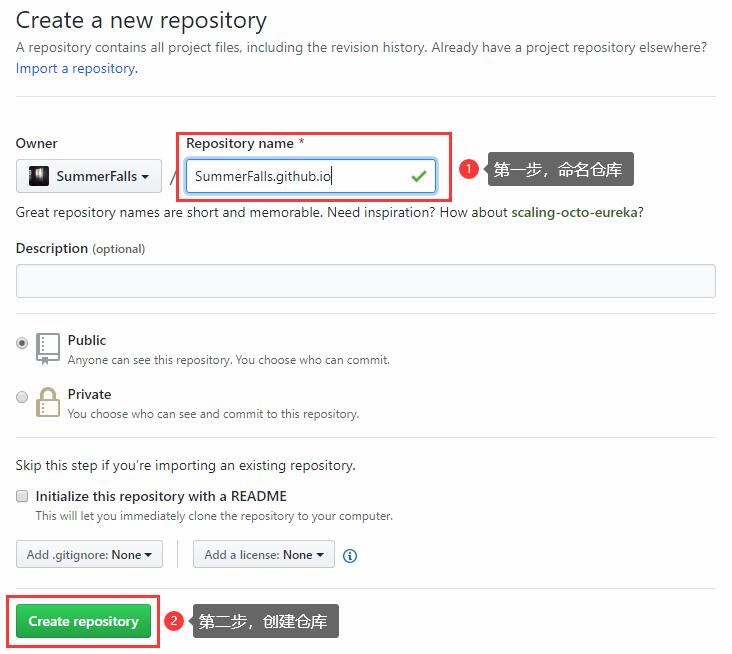 Create a new repository
A repository contains all project files, including the revision history. Already have a project repository elsewhere?
Import a repository.
Owner
Repository name *
SummerFalls
/
SummerFalls.github.io
1
第一步，命名仓库
Great repository names are short and memorable. Need inspiration? How about scaling-octo-eureka?
Description (optional)
Public
Anyone can see this repository. You choose who can commit.
Private
You choose who can see and commit to this repository.
Skip this step if you're importing an existing repository.
Initialize this repository with a README
This will let you immediately clone the repository to your computer.
Add .gitignore: None
Add a license: None
Create repository
2
第二步，创建仓库